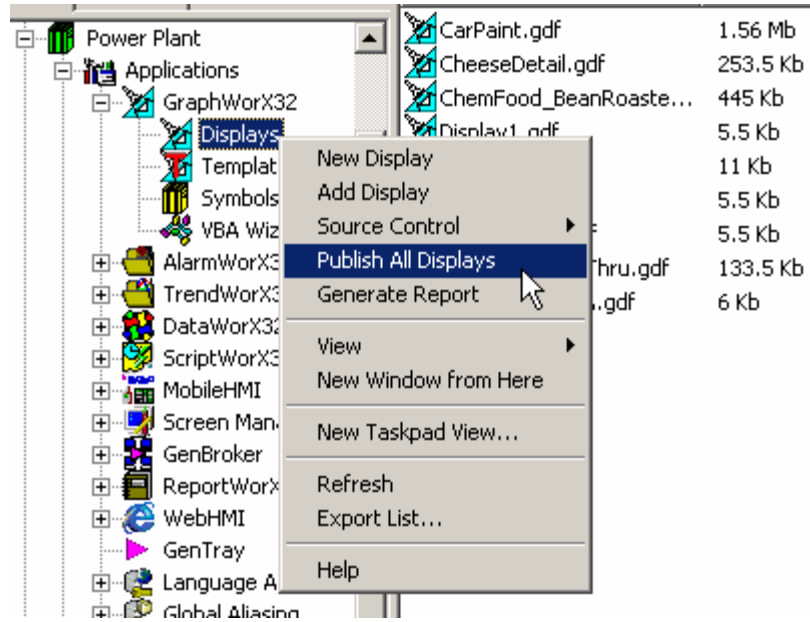 Power Plant
Applications
GraphWorX32
Displays
Templat
Symbols
VBA Wiz
AlarmWorX3
TrendWorX3
DataWorX32
ScriptWorX3
MobileHMI
Screen Man
GenBroker
ReportWorX
WebHMI
GenTray
Language A
Global Aliasing
CarPaint.gdf 1.56 Mb
CheeseDetail.gdf 253.5 Kb
ChemFood_BeanRoaste... 445 Kb
Display1.gdf 5.5 Kb
11 Kb
5.5 Kb
5.5 Kb
hru.gdf 133.5 Kb
.gdf 6 Kb
New Display
Add Display
Source Control
Publish All Displays
Generate Report
View
New Window from Here
New Taskpad View...
Refresh
Export List...
Help